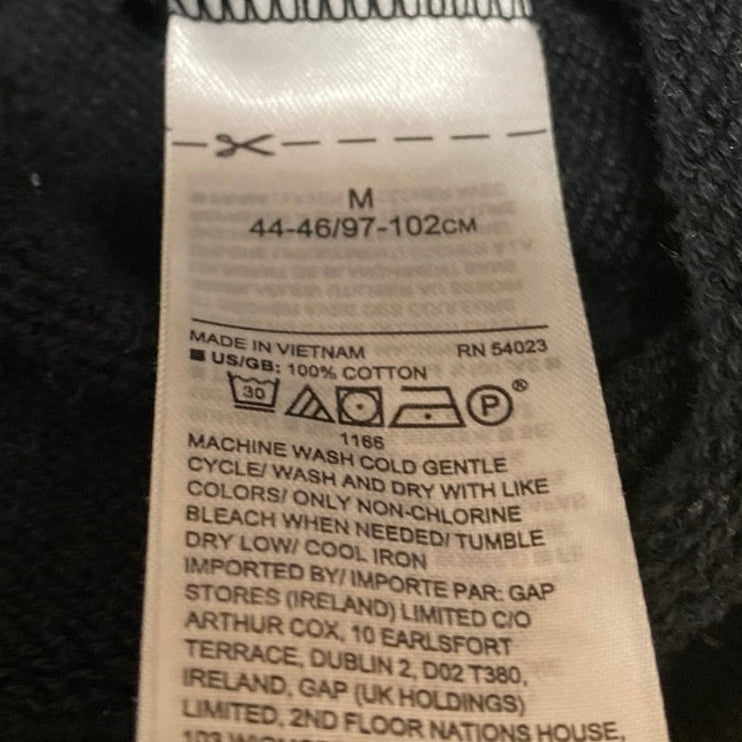 M
44-46/97-102CM
MADE IN VIETNAM RN 54023
US/GB: 100% COTTON
30 P ®
1166
MACHINE WASH COLD GENTLE
CYCLE/ WASH AND DRY WITH LIKE
COLORS/ ONLY NON-CHLORINE
BLEACH WHEN NEEDED/ TUMBLE
DRY LOW/ COOL IRON
IMPORTED BY/ IMPORTE PAR: GAP
STORES (IRELAND) LIMITED C/O
ARTHUR COX, 10 EARLSFORT
TERRACE, DUBLIN 2, D02 T380,
IRELAND, GAP (UK HOLDINGS)
LIMITED, 2ND FLOOR NATIONS HOUSE,
103